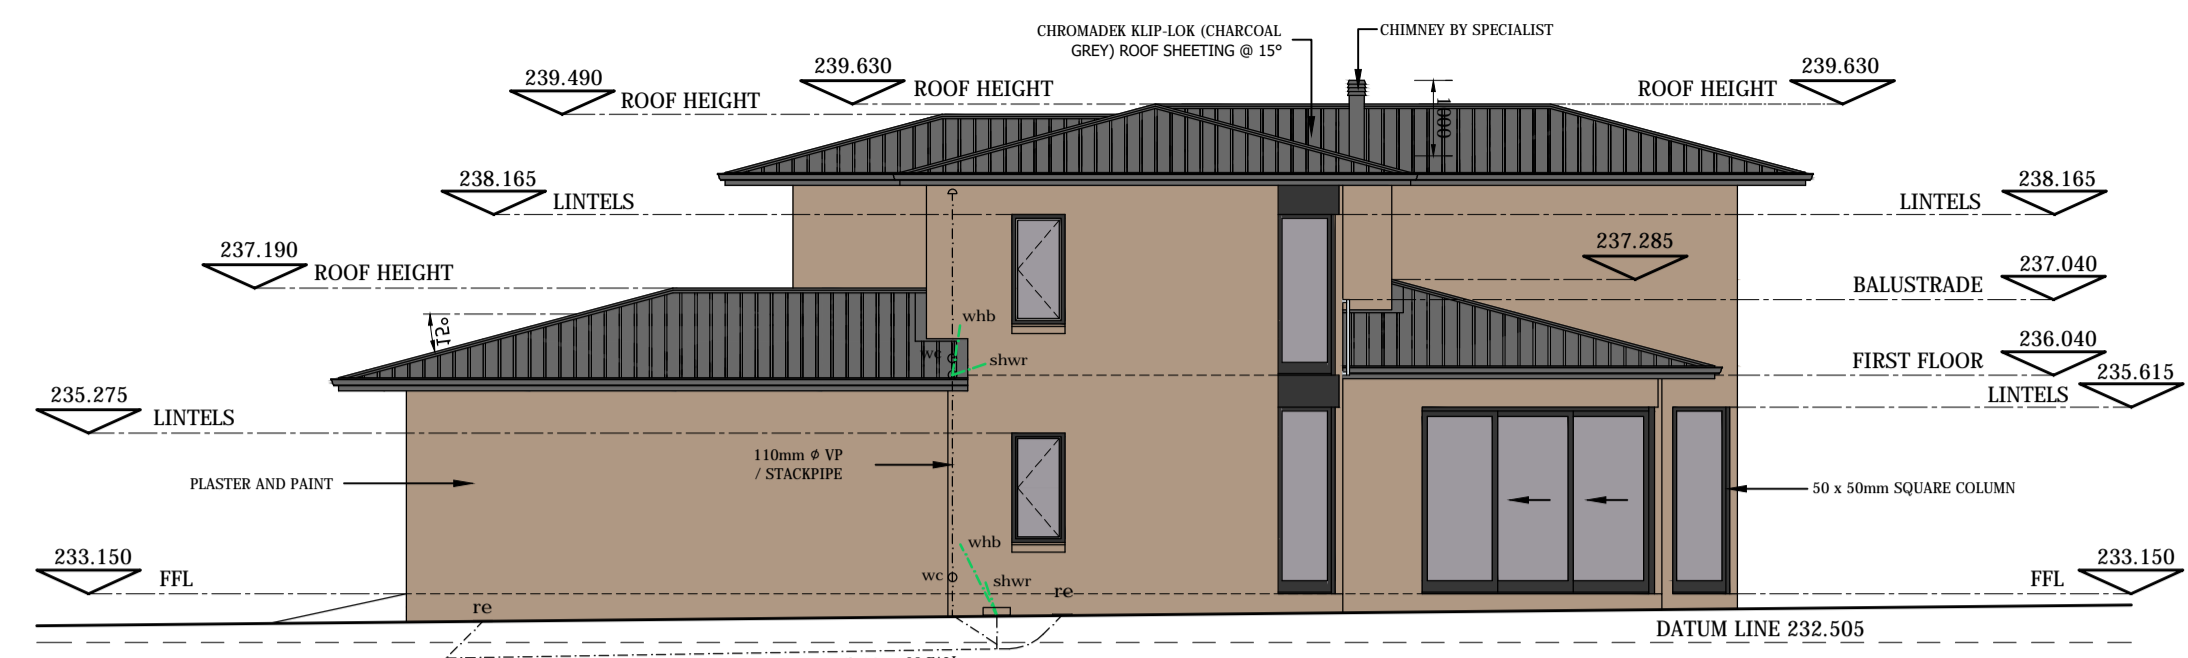 CHROMADEK KLIP-LOK (CHARCOAL
GREY) ROOF SHEETING @ 15°
CHIMNEY BY SPECIALIST
239.490
ROOF HEIGHT
239.630
ROOF HEIGHT
1000
ROOF HEIGHT
239.630
238.165
LINTELS
LINTELS
238.165
237.190
ROOF HEIGHT
237.285
BALUSTRADE
237.040
whb
wc
shwr
FIRST FLOOR
236.040
235.275
LINTELS
LINTELS
235.615
110mm ⌀ VP
/ STACKPIPE
PLASTER AND PAINT
50 x 50mm SQUARE COLUMN
233.150
FFL
whb
wc
shwr
re
re
FFL
233.150
DATUM LINE 232.505